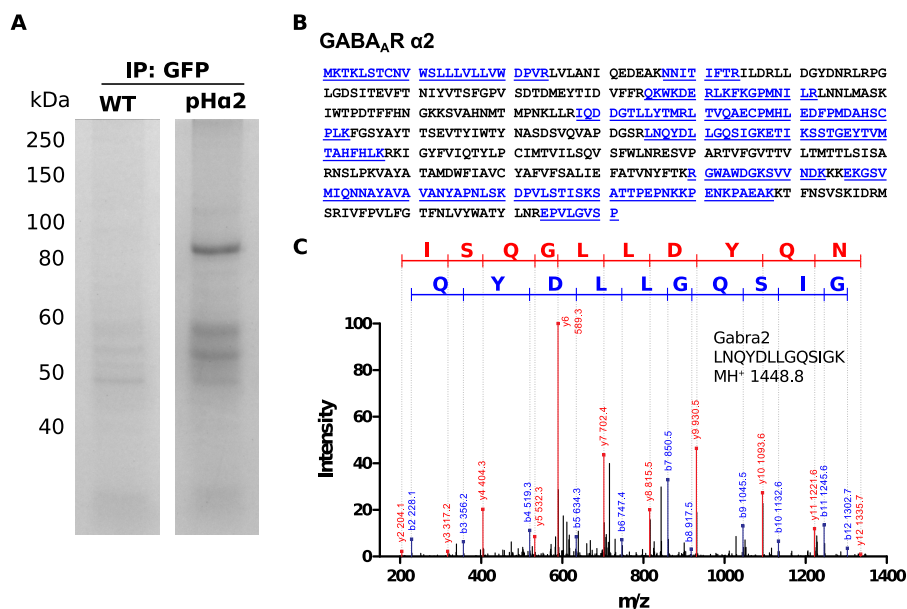 A
IP: GFP
WT pHα2
kDa
250
150
100
80
60
50
40
B
GABAAR α2
MKTKLSTCNV WSLLLVLLVW DPVRLVLANI QEDEAKNNIT IFTRILDRLL DGYDNRLRPG
LGDSITEVFT NIYVTSFGPV SDTDMEYTID VFFRQKWKDE RLKFKGPMNI LRLNNLMASK
IWTPDTFFHN GKKSVAHNMT MPNKLLRIQD DGTLLYTMRL TVQAECPMHL EDFPMDAHSC
PLKFGSYAYT TSEVTYIWTY NASDSVQVAP DGSRLNQYDL LGQSIGKETI KSSTGEYTVM
TAHFHLKRKI GYFVIQTYLP CIMTVILSQV SFWLNRESVP ARTVFGVTTV LTMTTLSISA
RNSLPKVAYA TAMDWFIAVC YAFVFSALIE FATVNYFTKR GWAWDGKSVV NDKKKEKGSV
MIQNNAYAVA VANYAPNLSK DPVLSTISKS ATTPEPNKKP ENKPAEAKKT FNSVSKIDRM
SRIVFPVLFG TFNLVYWATY LNREPVLGVS P
C
I S Q G L L D Y Q N
Q Y D L L G Q S I G
Gabra2
LNQYDLLGQSIGK
MH+ 1448.8
Intensity
100
80
60
40
20
0
y2 204.1
b2 228.1
y3 317.2
b3 356.2
y4 404.3
b4 519.3
y5 532.3
y6 589.3
b5 634.3
y7 702.4
b6 747.4
y8 815.5
b7 850.5
b8 917.5
y9 930.5
b9 1045.5
y10 1093.6
b10 1132.6
y11 1221.6
b11 1245.6
b12 1302.7
y12 1335.7
200 400 600 800 1000 1200 1400
m/z